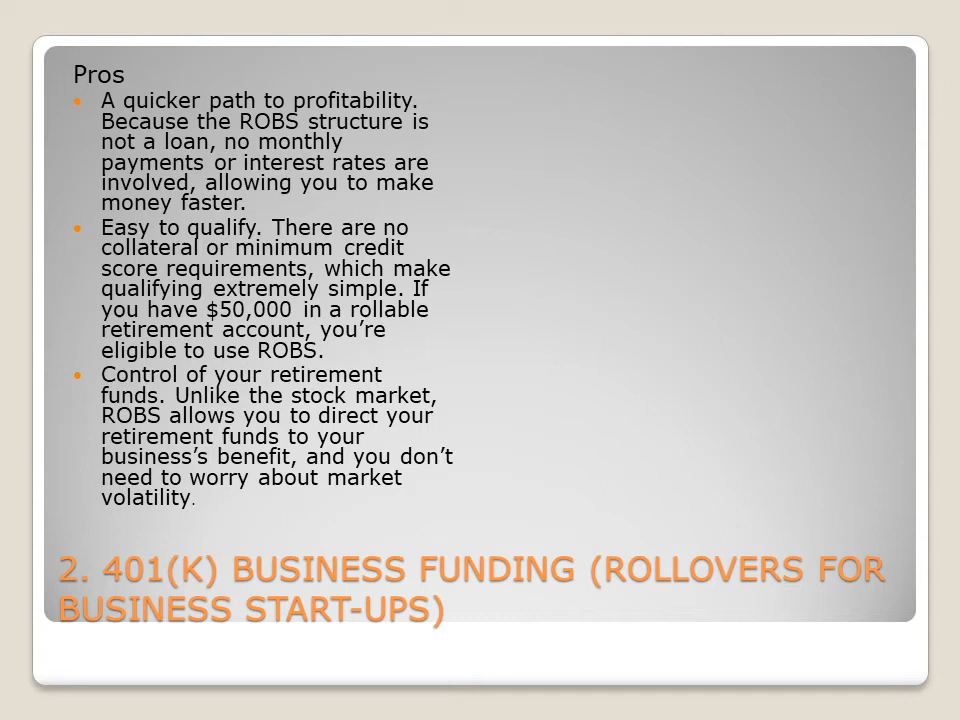 Pros
• A quicker path to profitability.
Because the ROBS structure is
not a loan, no monthly
payments or interest rates are
involved, allowing you to make
money faster.
• Easy to qualify. There are no
collateral or minimum credit
score requirements, which make
qualifying extremely simple. If
you have $50,000 in a rollable
retirement account, you’re
eligible to use ROBS.
• Control of your retirement
funds. Unlike the stock market,
ROBS allows you to direct your
retirement funds to your
business’s benefit, and you don’t
need to worry about market
volatility.
2. 401(K) BUSINESS FUNDING (ROLLOVERS FOR
BUSINESS START-UPS)